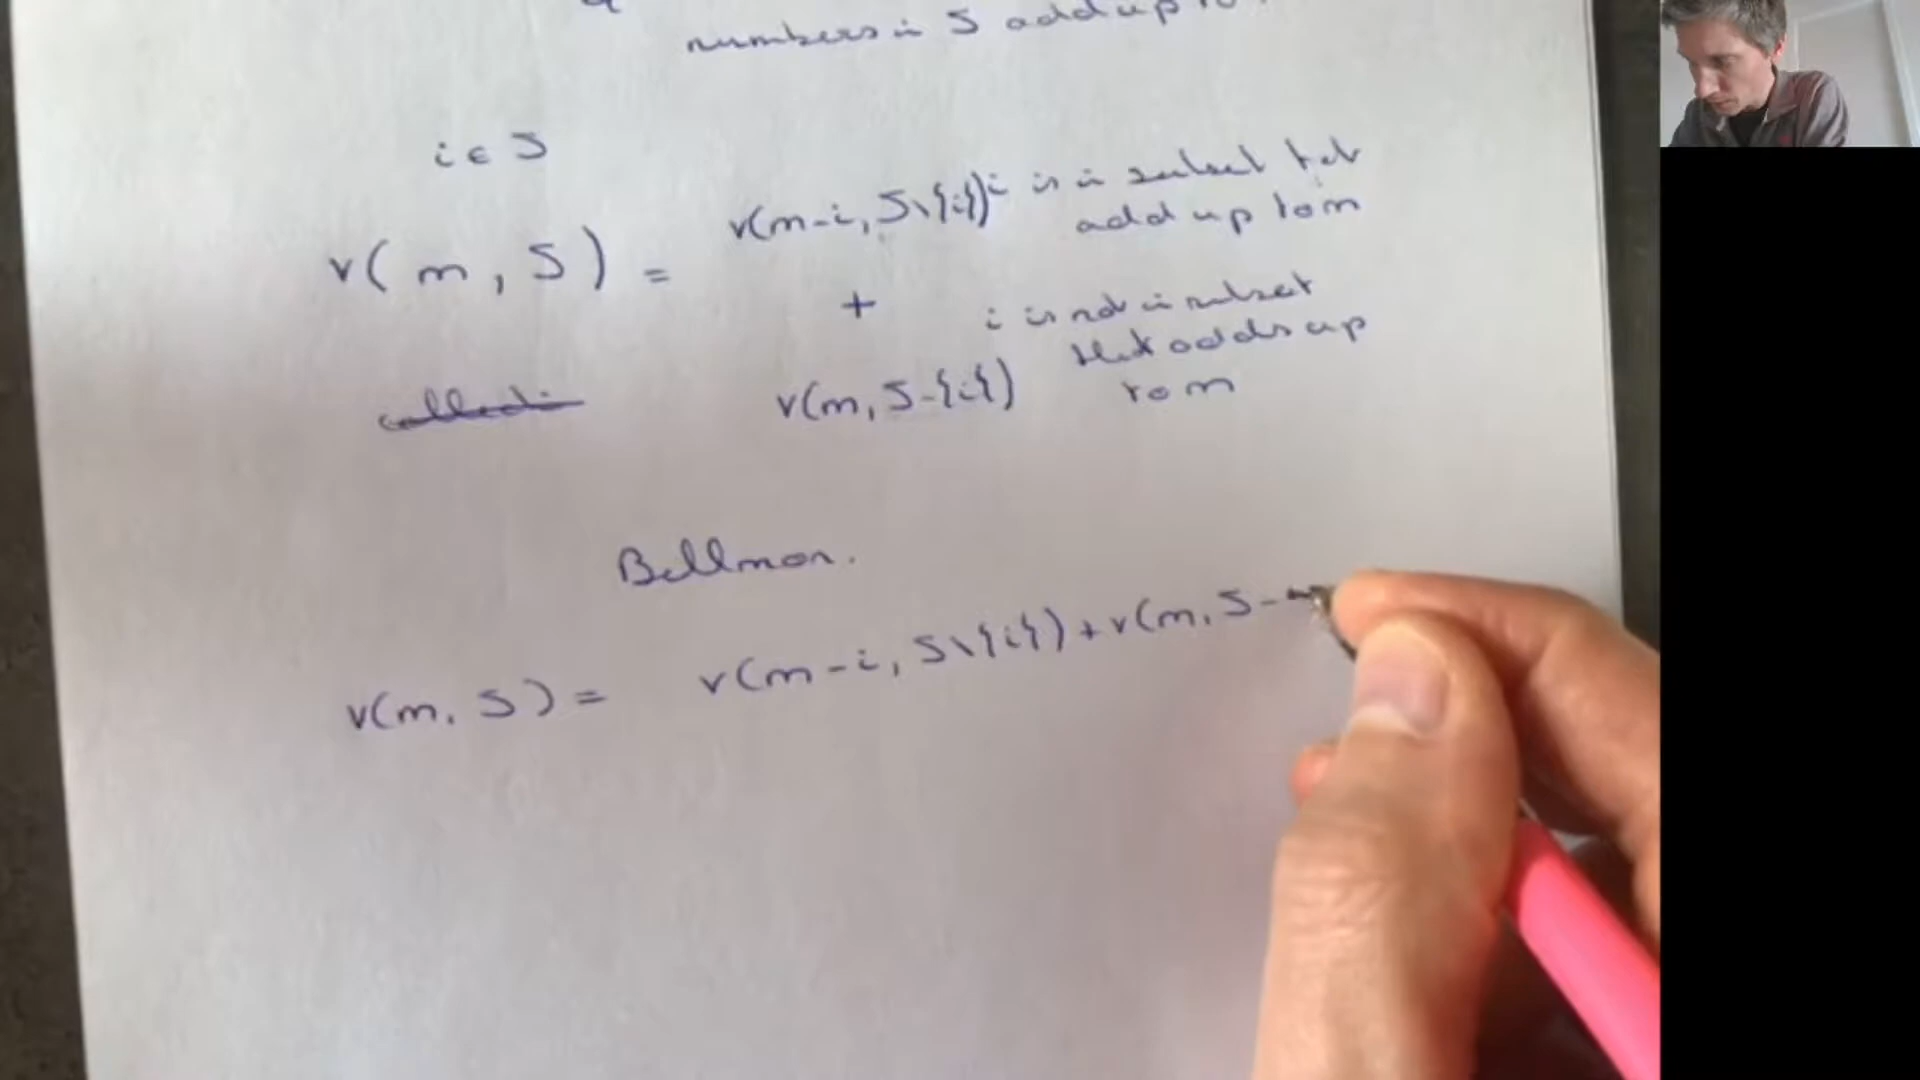 numbers in S add up to
i ∈ S
v(m-i, S\{i}) i is in subset that
add up to m
v( m , S ) =
+ i is not in subset
that adds up
v(m, S-{i}) to m
Bellman.
v(m, S) = v(m-i, S\{i}) + v(m, S-